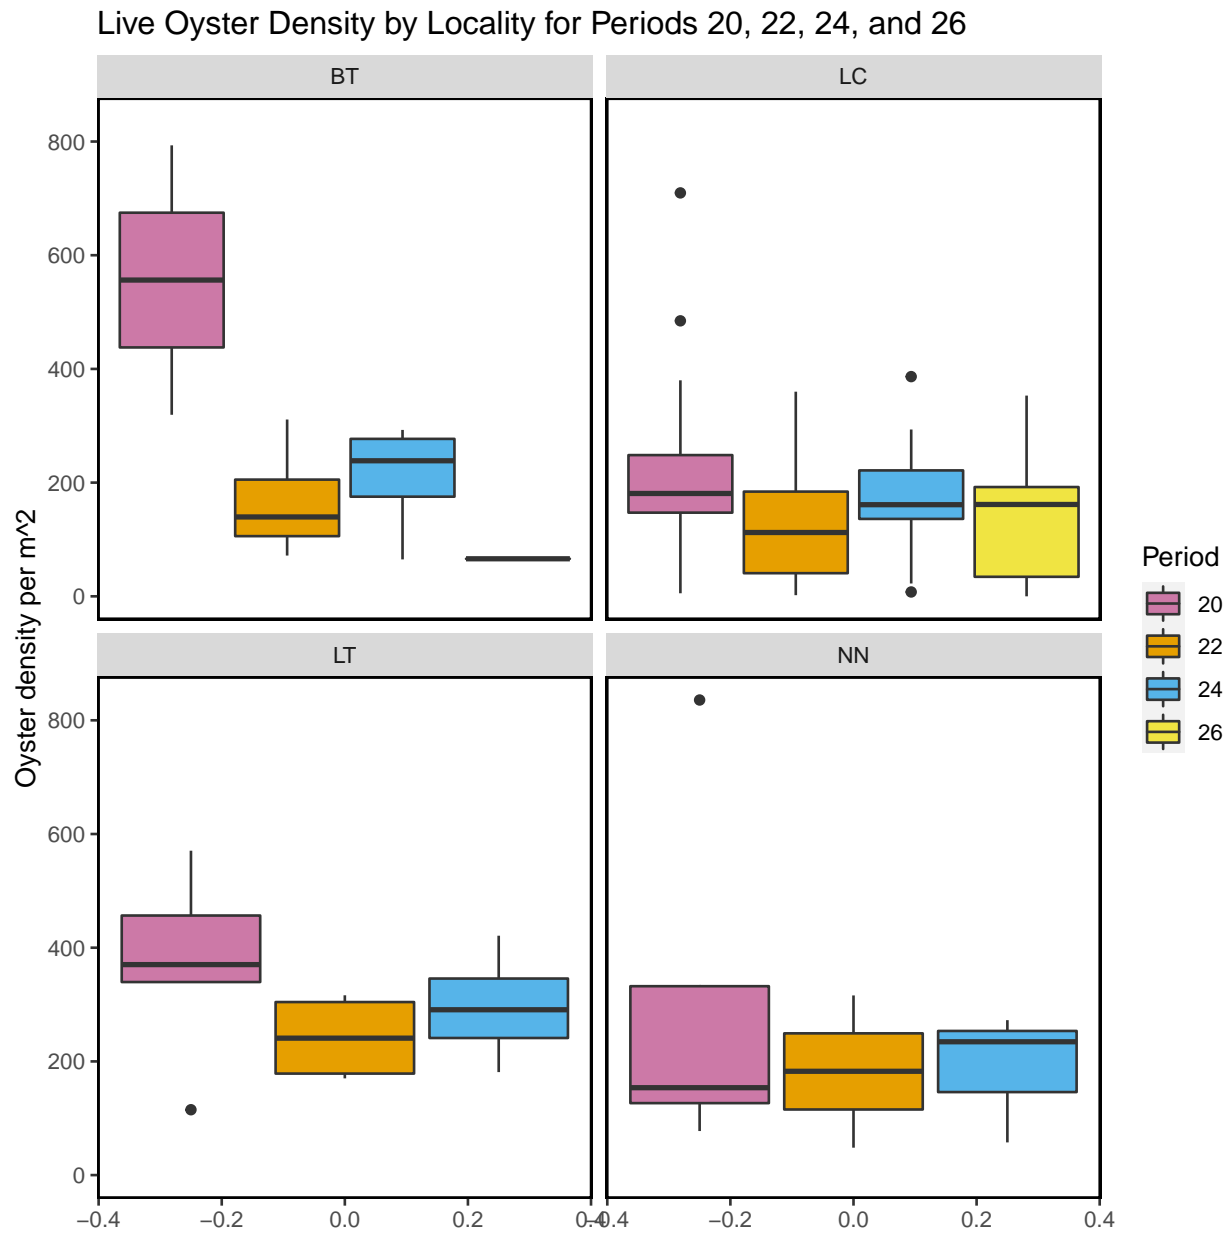 Live Oyster Density by Locality for Periods 20, 22, 24, and 26
BT
LC
800
600
400
200
0
Oyster density per m^2
LT
NN
800
600
400
200
0
−0.4 −0.2 0.0 0.2 0.4
−0.4 −0.2 0.0 0.2 0.4
Period
20
22
24
26